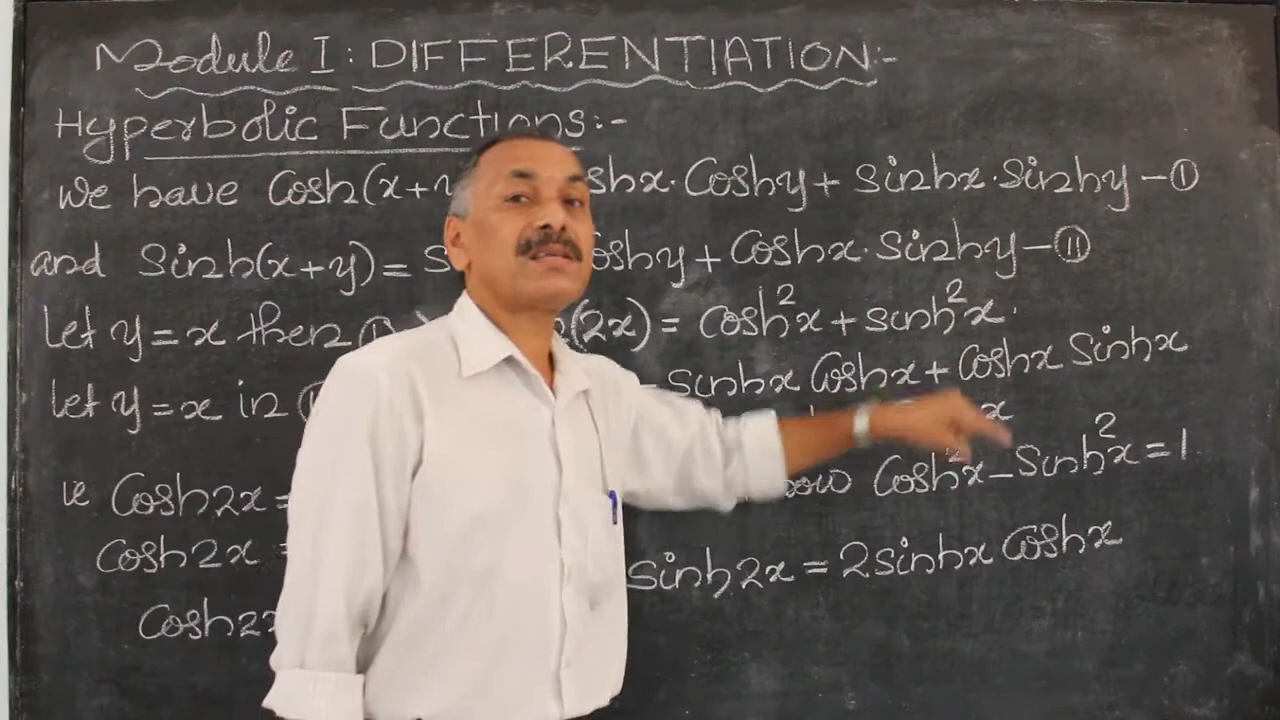 Module I : DIFFERENTIATION:-
Hyperbolic Functions:-
We have Cosh(x+y shx.Coshy + sinhx.Sinhy - ①
and Sinh(x+y) = s oshy + Coshx.Sinhy - ⑪
Let y = x then (2x) = cosh²x + sinh²x.
let y = x in sinhx Coshx + Coshx Sinhx
x
ie Cosh2x = now Cosh²x - Sinh²x = 1
Cosh2x = sinh2x = 2sinhx Coshx
Cosh2x